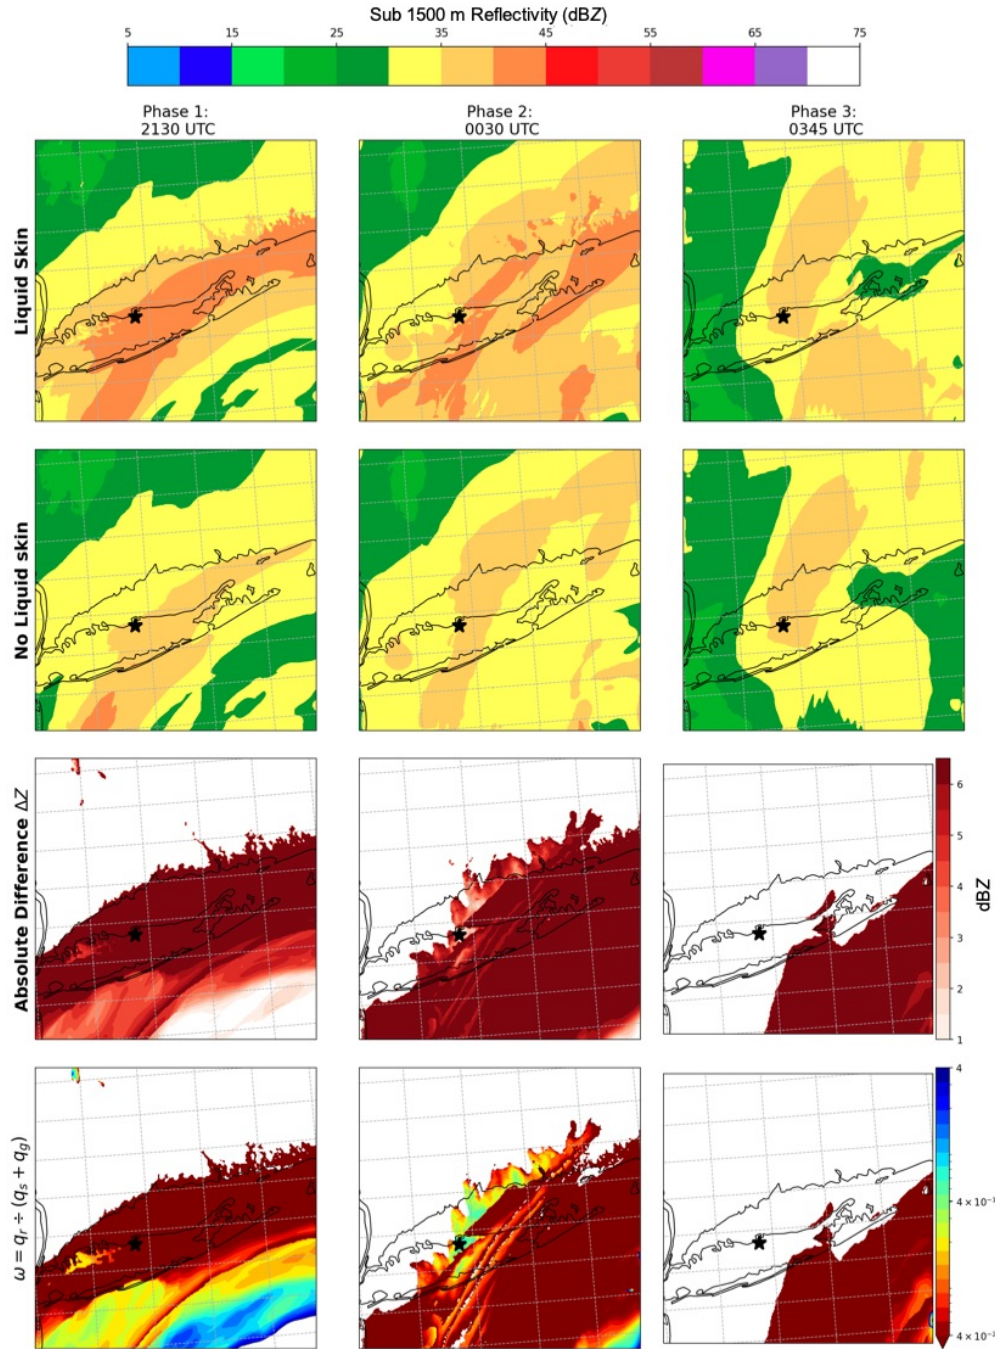 Sub 1500 m Reflectivity (dBZ)
5 15 25 35 45 55 65 75
Phase 1:
2130 UTC
Phase 2:
0030 UTC
Phase 3:
0345 UTC
Liquid Skin
No Liquid skin
Absolute Difference ΔZ
6
5
4
3
2
1
dBZ
ω = q_r ÷ (q_s + q_g)
4
4 × 10⁻¹
4 × 10⁻²